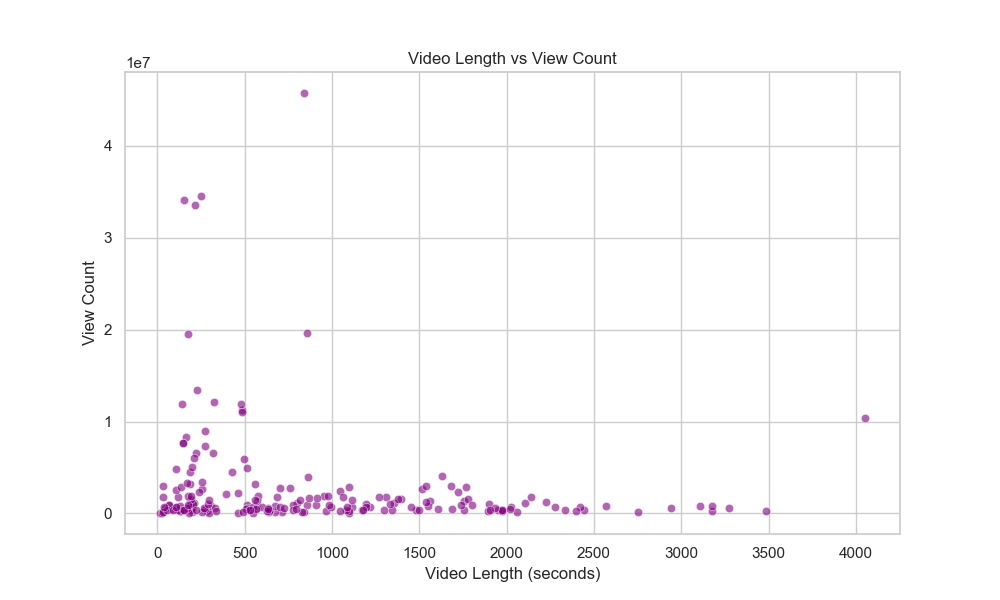 Video Length vs View Count
1e7
4
3
2
1
0
View Count
0 500 1000 1500 2000 2500 3000 3500 4000
Video Length (seconds)